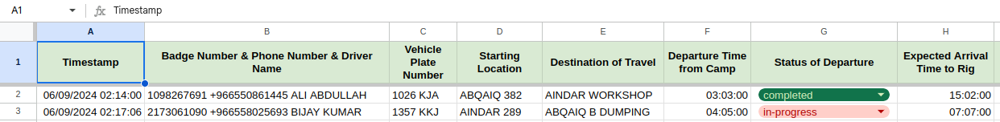 A1 Timestamp
A B C D E F G H
1 Timestamp Badge Number & Phone Number & Driver Name Vehicle Plate Number Starting Location Destination of Travel Departure Time from Camp Status of Departure Expected Arrival Time to Rig
2 06/09/2024 02:14:00 1098267691 +966550861445 ALI ABDULLAH 1026 KJA ABQAIQ 382 AINDAR WORKSHOP 03:03:00 completed 15:02:00
3 06/09/2024 02:17:06 2173061090 +966558025693 BIJAY KUMAR 1357 KKJ AINDAR 289 ABQAIQ B DUMPING 04:05:00 in-progress 07:07:00